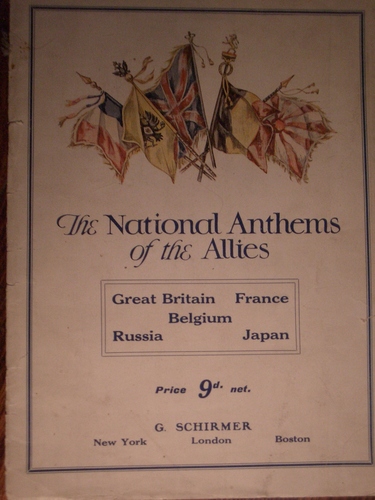 The National Anthems
of the Allies
Great Britain France
Belgium
Russia Japan
Price 9d. net.
G. SCHIRMER
New York London Boston